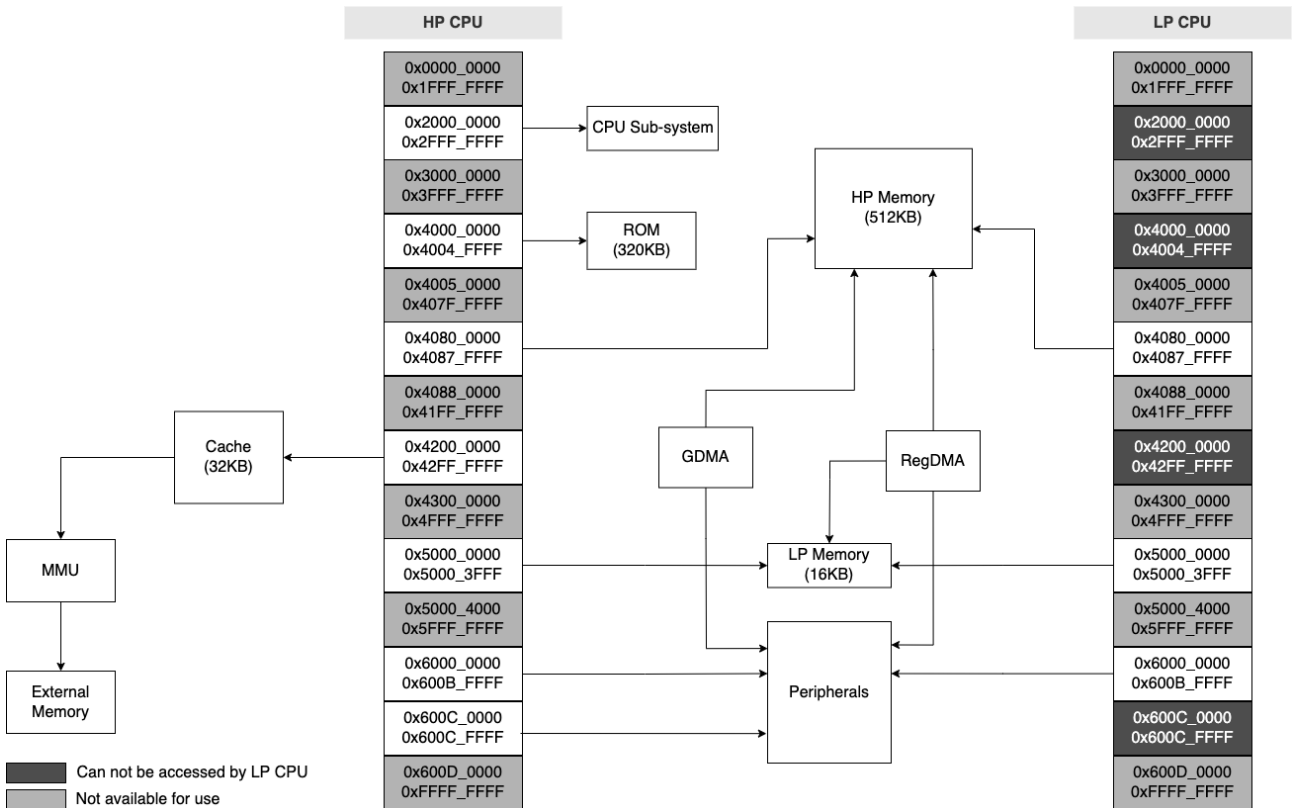 HP CPU
0x0000_0000
0x1FFF_FFFF
0x2000_0000
0x2FFF_FFFF
0x3000_0000
0x3FFF_FFFF
0x4000_0000
0x4004_FFFF
0x4005_0000
0x407F_FFFF
0x4080_0000
0x4087_FFFF
0x4088_0000
0x41FF_FFFF
0x4200_0000
0x42FF_FFFF
0x4300_0000
0x4FFF_FFFF
0x5000_0000
0x5000_3FFF
0x5000_4000
0x5FFF_FFFF
0x6000_0000
0x600B_FFFF
0x600C_0000
0x600C_FFFF
0x600D_0000
0xFFFF_FFFF
CPU Sub-system
ROM
(320KB)
HP Memory
(512KB)
Cache
(32KB)
MMU
External
Memory
GDMA
RegDMA
LP Memory
(16KB)
Peripherals
LP CPU
0x0000_0000
0x1FFF_FFFF
0x2000_0000
0x2FFF_FFFF
0x3000_0000
0x3FFF_FFFF
0x4000_0000
0x4004_FFFF
0x4005_0000
0x407F_FFFF
0x4080_0000
0x4087_FFFF
0x4088_0000
0x41FF_FFFF
0x4200_0000
0x42FF_FFFF
0x4300_0000
0x4FFF_FFFF
0x5000_0000
0x5000_3FFF
0x5000_4000
0x5FFF_FFFF
0x6000_0000
0x600B_FFFF
0x600C_0000
0x600C_FFFF
0x600D_0000
0xFFFF_FFFF
Can not be accessed by LP CPU
Not available for use